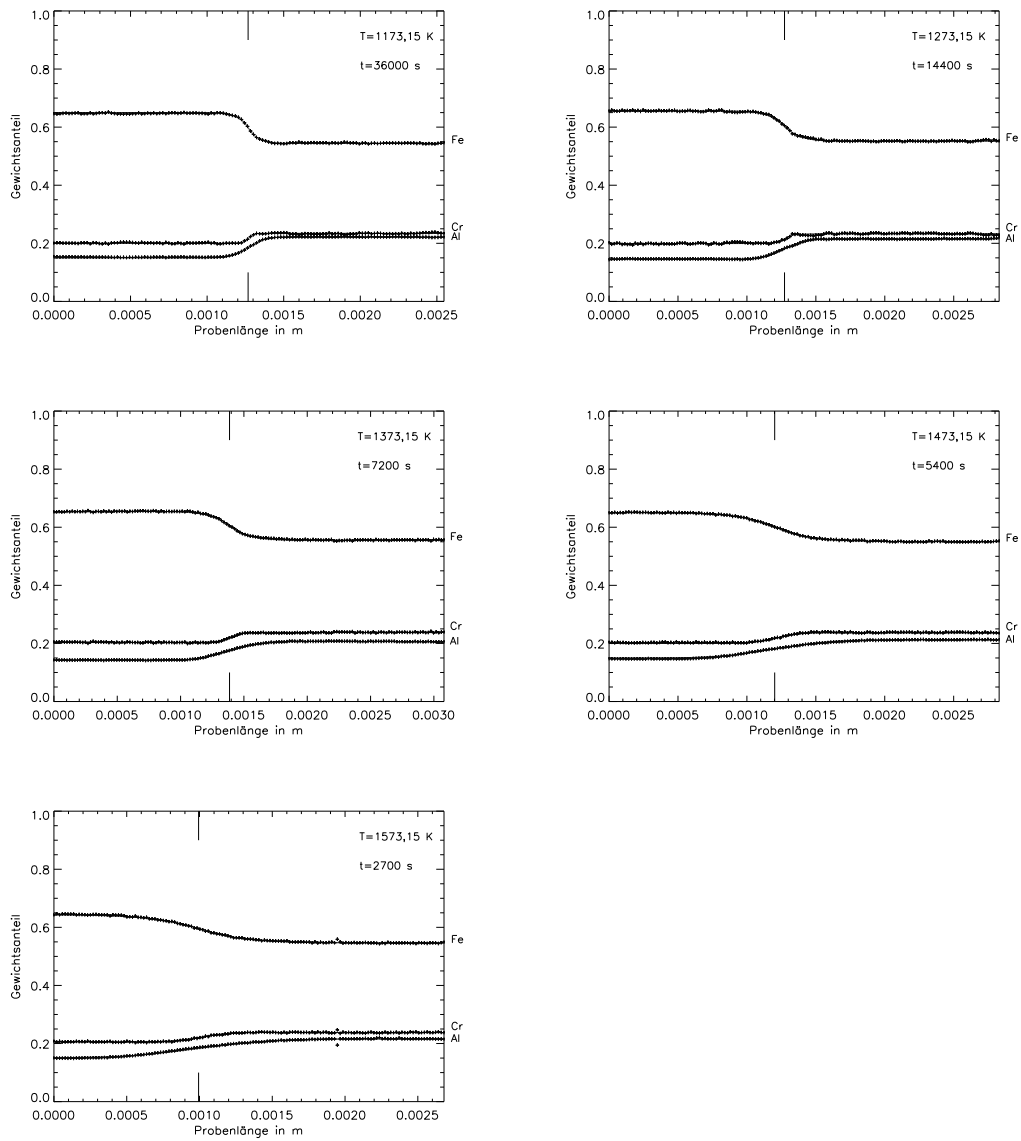 1.0
0.8
0.6
0.4
0.2
0.0
Gewichtsanteil
T=1173,15 K
t=36000 s
Fe
Cr
Al
0.0000 0.0005 0.0010 0.0015 0.0020 0.0025
Probenlänge in m
1.0
0.8
0.6
0.4
0.2
0.0
Gewichtsanteil
T=1273,15 K
t=14400 s
Fe
Cr
Al
0.0000 0.0005 0.0010 0.0015 0.0020 0.0025
Probenlänge in m
1.0
0.8
0.6
0.4
0.2
0.0
Gewichtsanteil
T=1373,15 K
t=7200 s
Fe
Cr
Al
0.0000 0.0005 0.0010 0.0015 0.0020 0.0025 0.0030
Probenlänge in m
1.0
0.8
0.6
0.4
0.2
0.0
Gewichtsanteil
T=1473,15 K
t=5400 s
Fe
Cr
Al
0.0000 0.0005 0.0010 0.0015 0.0020 0.0025
Probenlänge in m
1.0
0.8
0.6
0.4
0.2
0.0
Gewichtsanteil
T=1573,15 K
t=2700 s
Fe
Cr
Al
0.0000 0.0005 0.0010 0.0015 0.0020 0.0025
Probenlänge in m